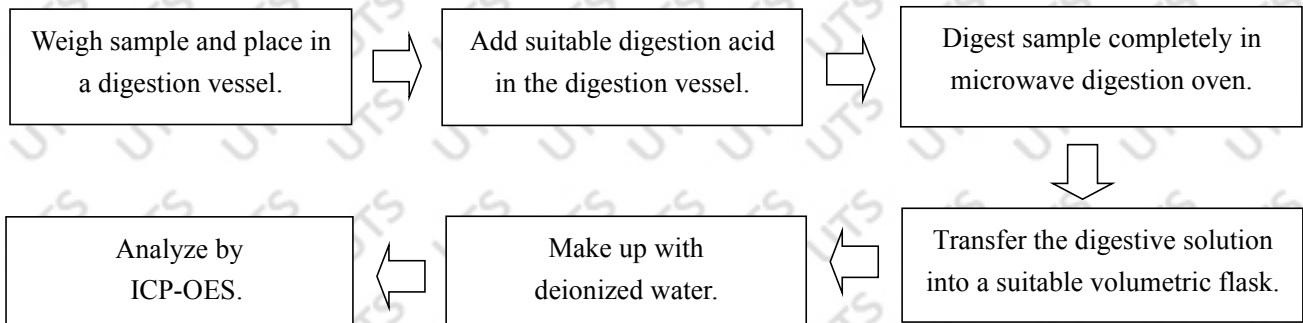 Weigh sample and place in
a digestion vessel.
Add suitable digestion acid
in the digestion vessel.
Digest sample completely in
microwave digestion oven.
Transfer the digestive solution
into a suitable volumetric flask.
Make up with
deionized water.
Analyze by
ICP-OES.
UTS